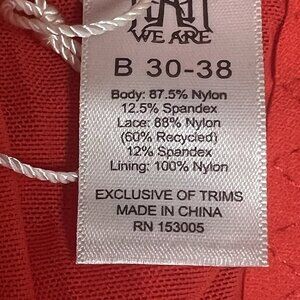 WE ARE
B 30-38
Body: 87.5% Nylon
12.5% Spandex
Lace: 88% Nylon
(60% Recycled)
12% Spandex
Lining: 100% Nylon
EXCLUSIVE OF TRIMS
MADE IN CHINA
RN 153005